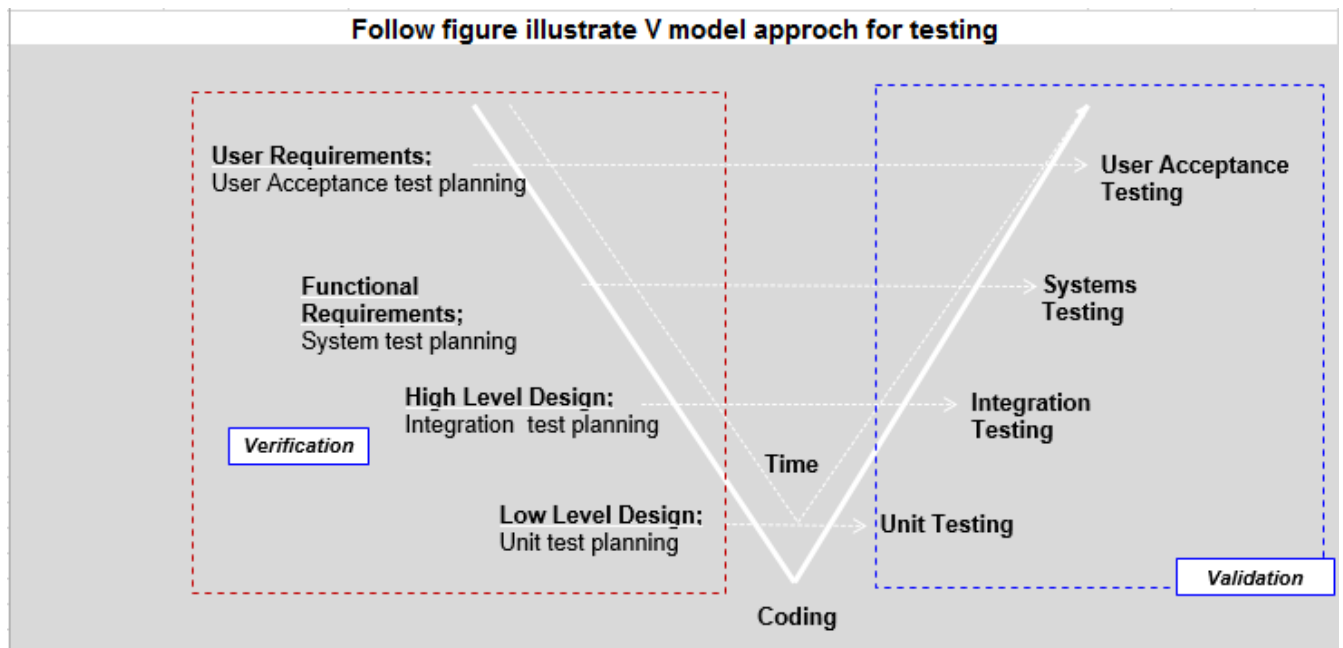 Follow figure illustrate V model approch for testing
User Requirements;
User Acceptance test planning
User Acceptance
Testing
Functional
Requirements;
System test planning
Systems
Testing
High Level Design;
Integration  test planning
Integration
Testing
Verification
Time
Low Level Design;
Unit test planning
Unit Testing
Validation
Coding